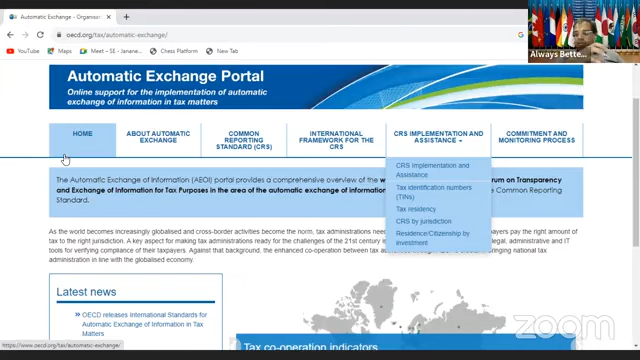 Automatic Exchange - Organisa
oecd.org/tax/automatic-exchange/
YouTube
Maps
Meet – SE – Janane
Chess Platform
New Tab
Always Bette...
Automatic Exchange Portal
Online support for the implementation of automatic
exchange of information in tax matters
HOME
ABOUT AUTOMATIC
EXCHANGE
COMMON
REPORTING
STANDARD (CRS)
INTERNATIONAL
FRAMEWORK FOR THE
CRS
CRS IMPLEMENTATION AND
ASSISTANCE
COMMITMENT AND
MONITORING PROCESS
CRS Implementation and
Assistance
Tax identification numbers
(TINs)
Tax residency
CRS by jurisdiction
Residence/Citizenship by
investment
The Automatic Exchange of Information (AEOI) portal provides a comprehensive overview of the w rum on Transparency
and Exchange of Information for Tax Purposes in the area of the automatic exchange of informat e Common Reporting
Standard.
As the world becomes increasingly globalised and cross-border activities become the norm, tax administrations need payers pay the right amount of
tax to the right jurisdiction. A key aspect for making tax administrations ready for the challenges of the 21st century legal, administrative and IT
tools for verifying compliance of their taxpayers. Against that background, the enhanced co-operation between tax bringing national tax
administration in line with the globalised economy.
Latest news
OECD releases International Standards for
Automatic Exchange of Information in Tax
Matters
Tax co-operation indicators
https://www.oecd.org/tax/automatic-exchange/
zoom